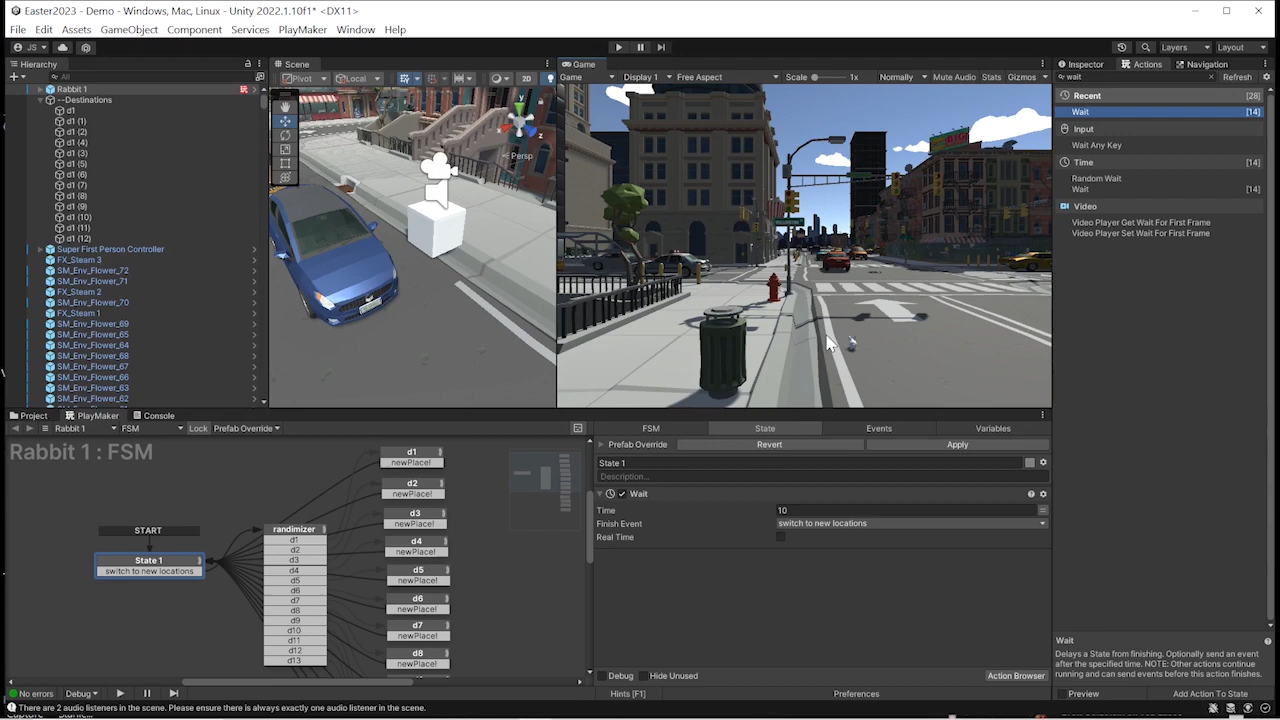 Easter2023 - Demo - Windows, Mac, Linux - Unity 2022.1.10f1* <DX11>
File Edit Assets GameObject Component Services PlayMaker Window Help
JS Layers Layout
Hierarchy
All
Rabbit 1
--Destinations
d1
d1 (1)
d1 (2)
d1 (4)
d1 (3)
d1 (5)
d1 (6)
d1 (7)
d1 (8)
d1 (9)
d1 (10)
d1 (11)
d1 (12)
Super First Person Controller
FX_Steam 3
SM_Env_Flower_72
SM_Env_Flower_71
FX_Steam 2
SM_Env_Flower_70
FX_Steam 1
SM_Env_Flower_69
SM_Env_Flower_65
SM_Env_Flower_64
SM_Env_Flower_68
SM_Env_Flower_67
SM_Env_Flower_66
SM_Env_Flower_63
SM_Env_Flower_62
Scene
Pivot Local 2D
y
z
Persp
Game
Game Display 1 Free Aspect Scale 1x Normally Mute Audio Stats Gizmos
Inspector Actions Navigation
wait Refresh
Recent [28]
Wait [14]
Input
Wait Any Key
Time [14]
Random Wait
Wait [14]
Video
Video Player Get Wait For First Frame
Video Player Set Wait For First Frame
Project PlayMaker Console
Rabbit 1 FSM Lock Prefab Override
Rabbit 1 : FSM
START
State 1
switch to new locations
randimizer
d1
d2
d3
d4
d5
d6
d7
d8
d9
d10
d11
d12
d13
d1
newPlace!
d2
newPlace!
d3
newPlace!
d4
newPlace!
d5
newPlace!
d6
newPlace!
d7
newPlace!
d8
newPlace!
FSM State Events Variables
Prefab Override Revert Apply
State 1
Description...
Wait
Time 10
Finish Event switch to new locations
Real Time
Debug Hide Unused Action Browser
Hints [F1] Preferences
Wait
Delays a State from finishing. Optionally send an event
after the specified time. NOTE: Other actions continue
running and can send events before this action finishes.
Preview Add Action To State
No errors Debug
There are 2 audio listeners in the scene. Please ensure there is always exactly one audio listener in the scene.